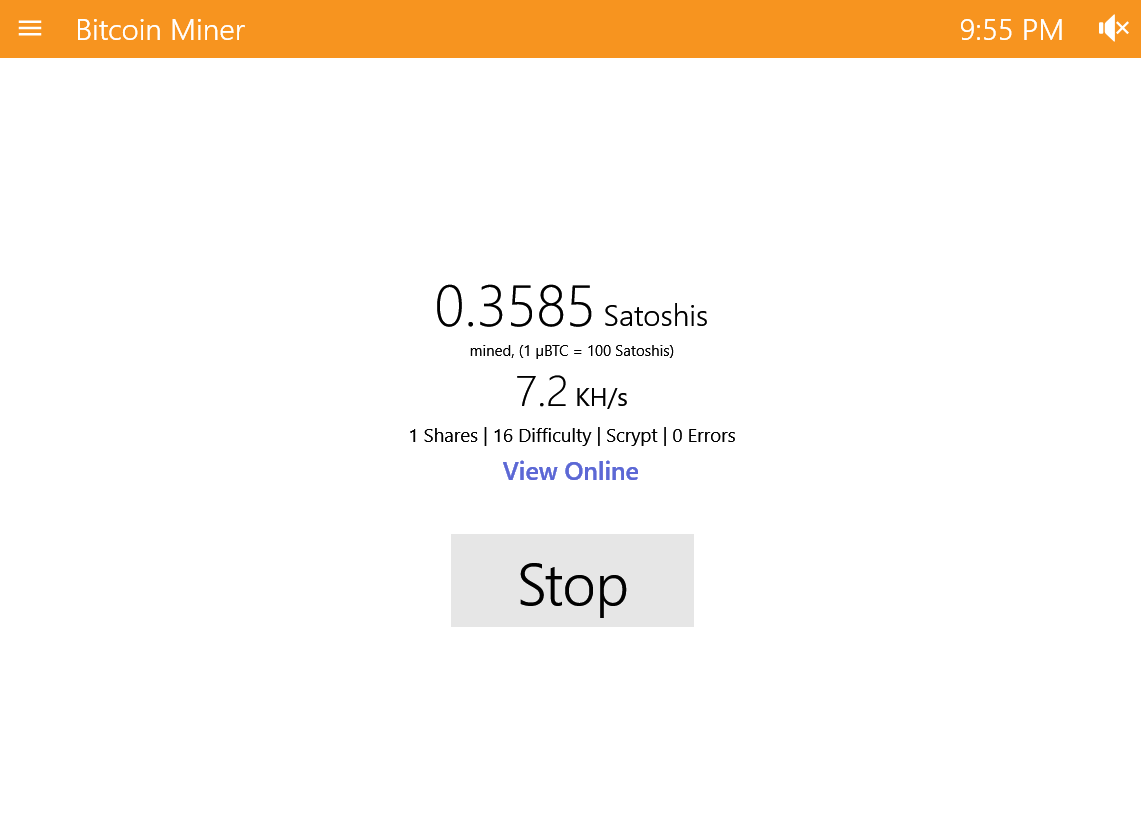 Bitcoin Miner 9:55 PM
0.3585 Satoshis
mined, (1 µBTC = 100 Satoshis)
7.2 KH/s
1 Shares | 16 Difficulty | Scrypt | 0 Errors
View Online
Stop